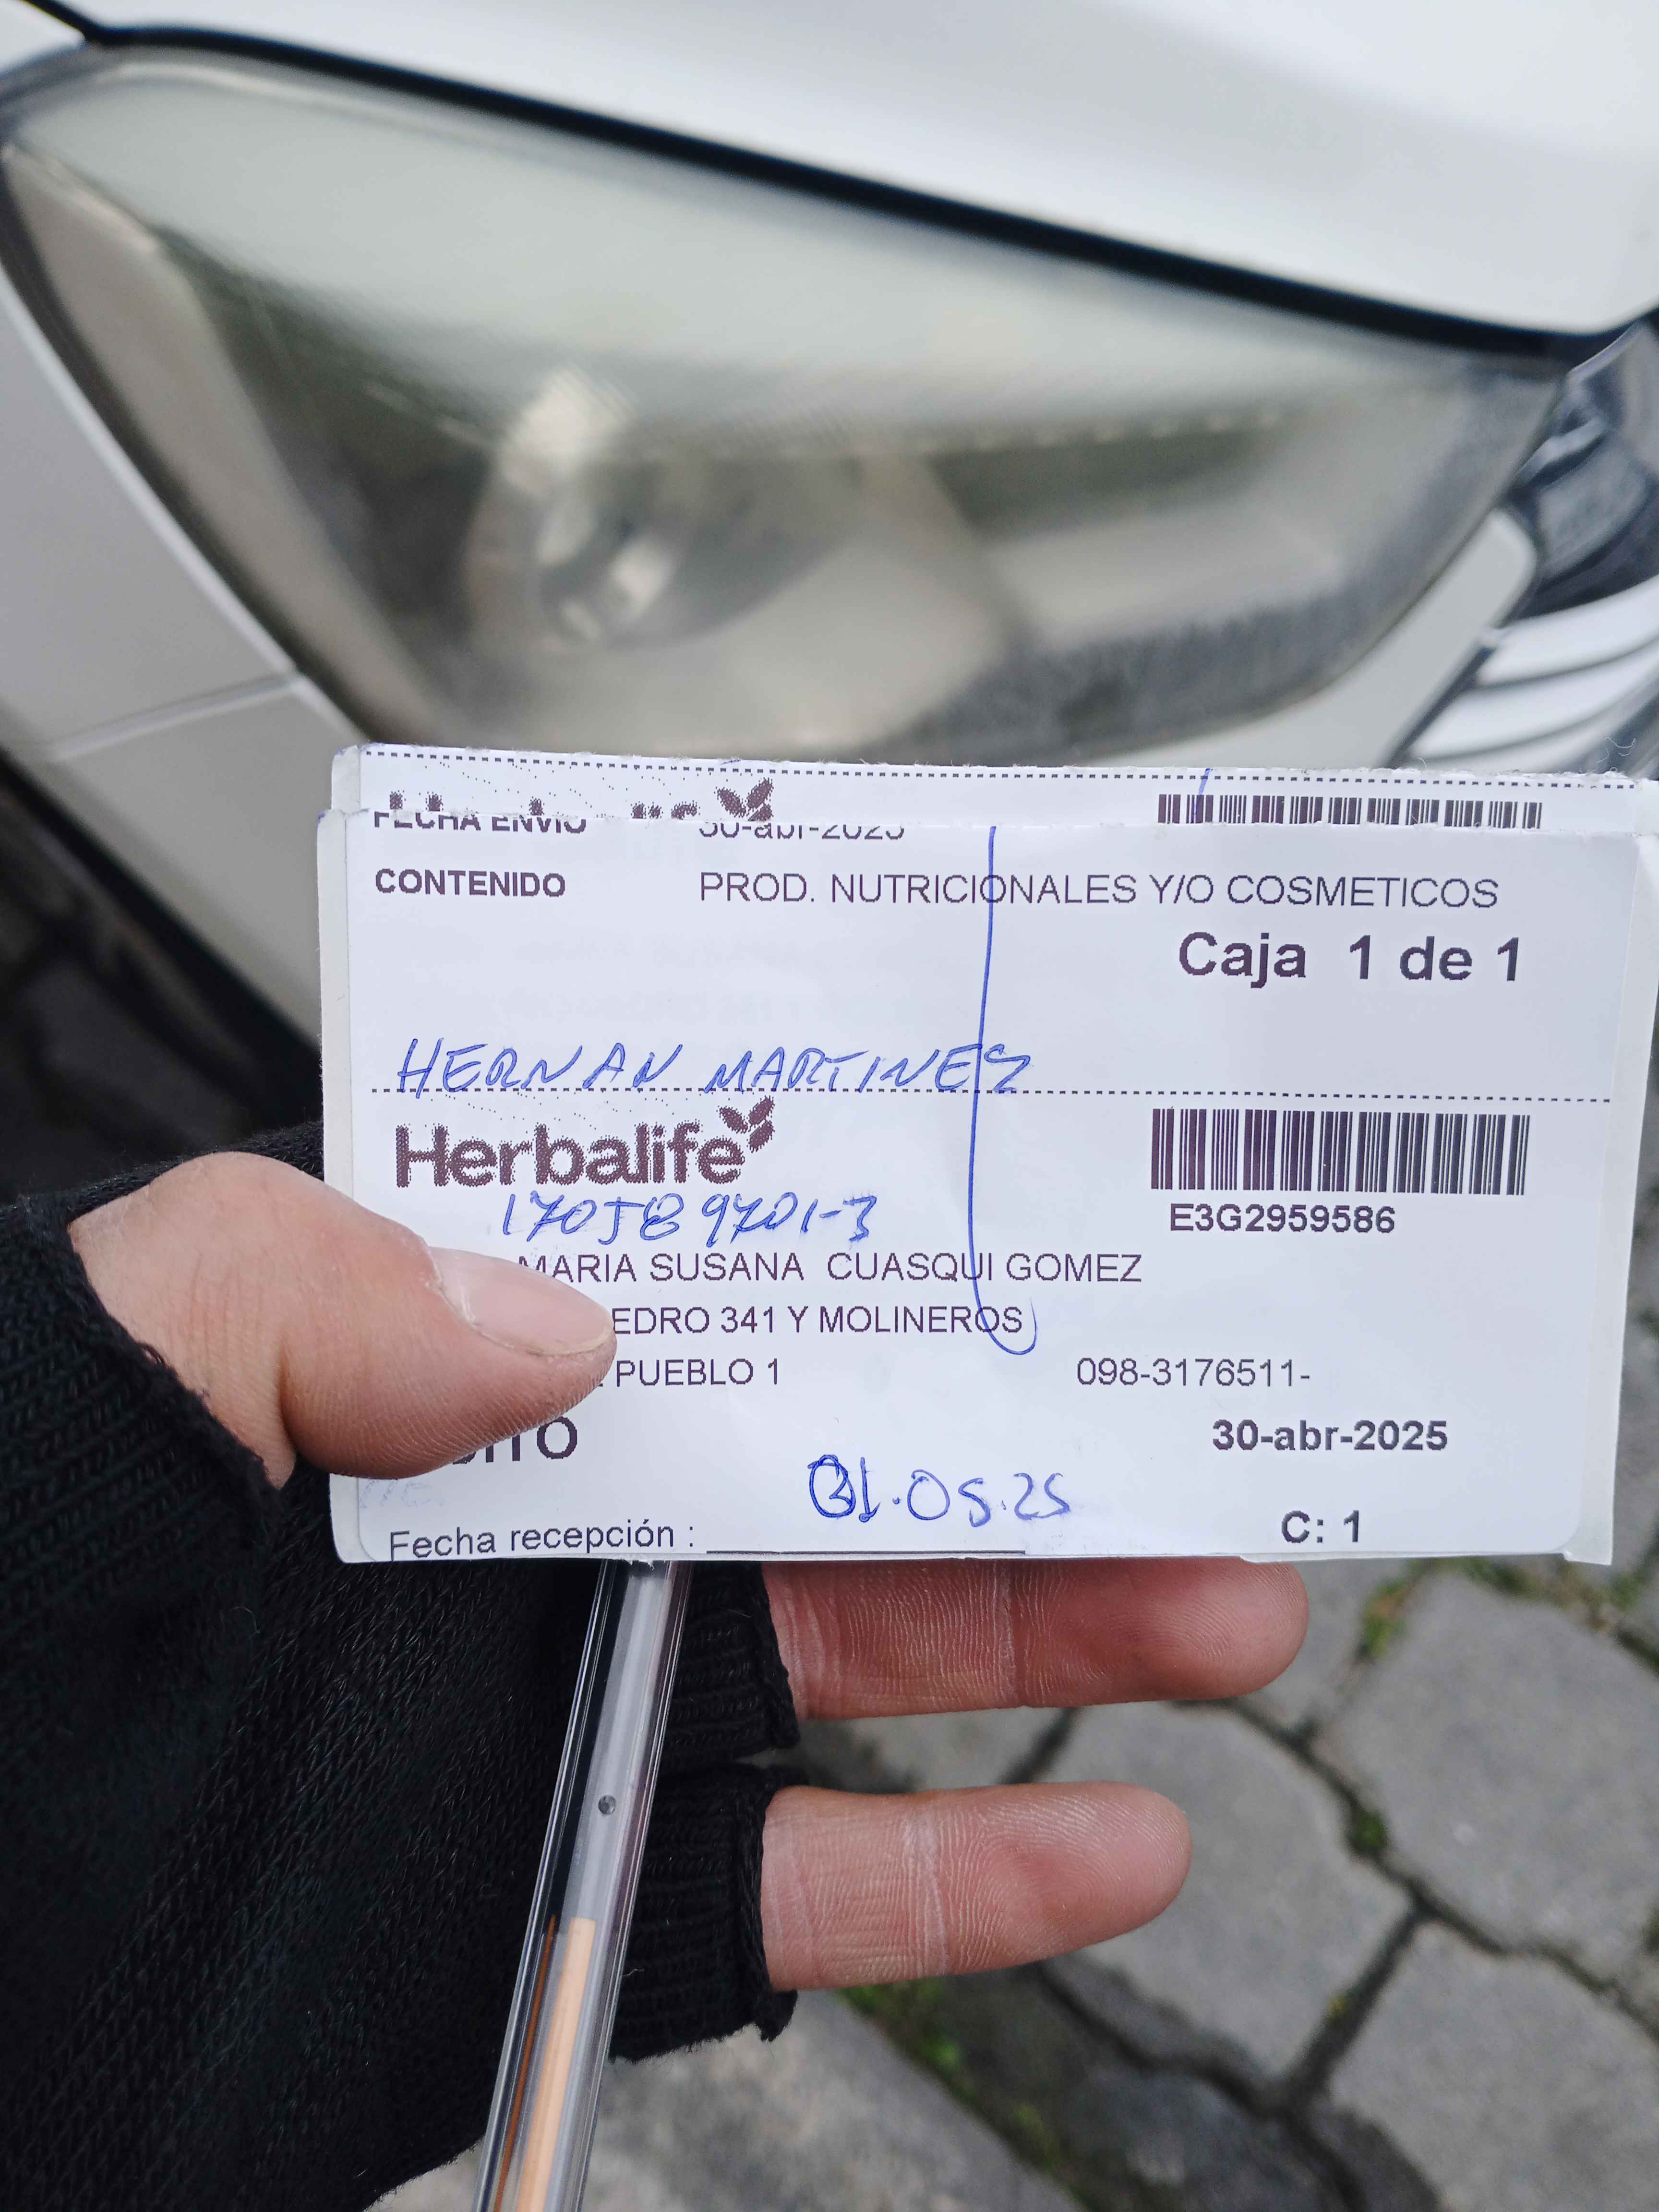 FECHA ENVIO 30-abr-2025
CONTENIDO PROD. NUTRICIONALES Y/O COSMETICOS
Caja 1 de 1
HERNAN MARTINEZ
Herbalife
E3G2959586
170589701-3
MARIA SUSANA CUASQUI GOMEZ
EDRO 341 Y MOLINEROS
PUEBLO 1 098-3176511-
30-abr-2025
01.05.25
C: 1
Fecha recepción :